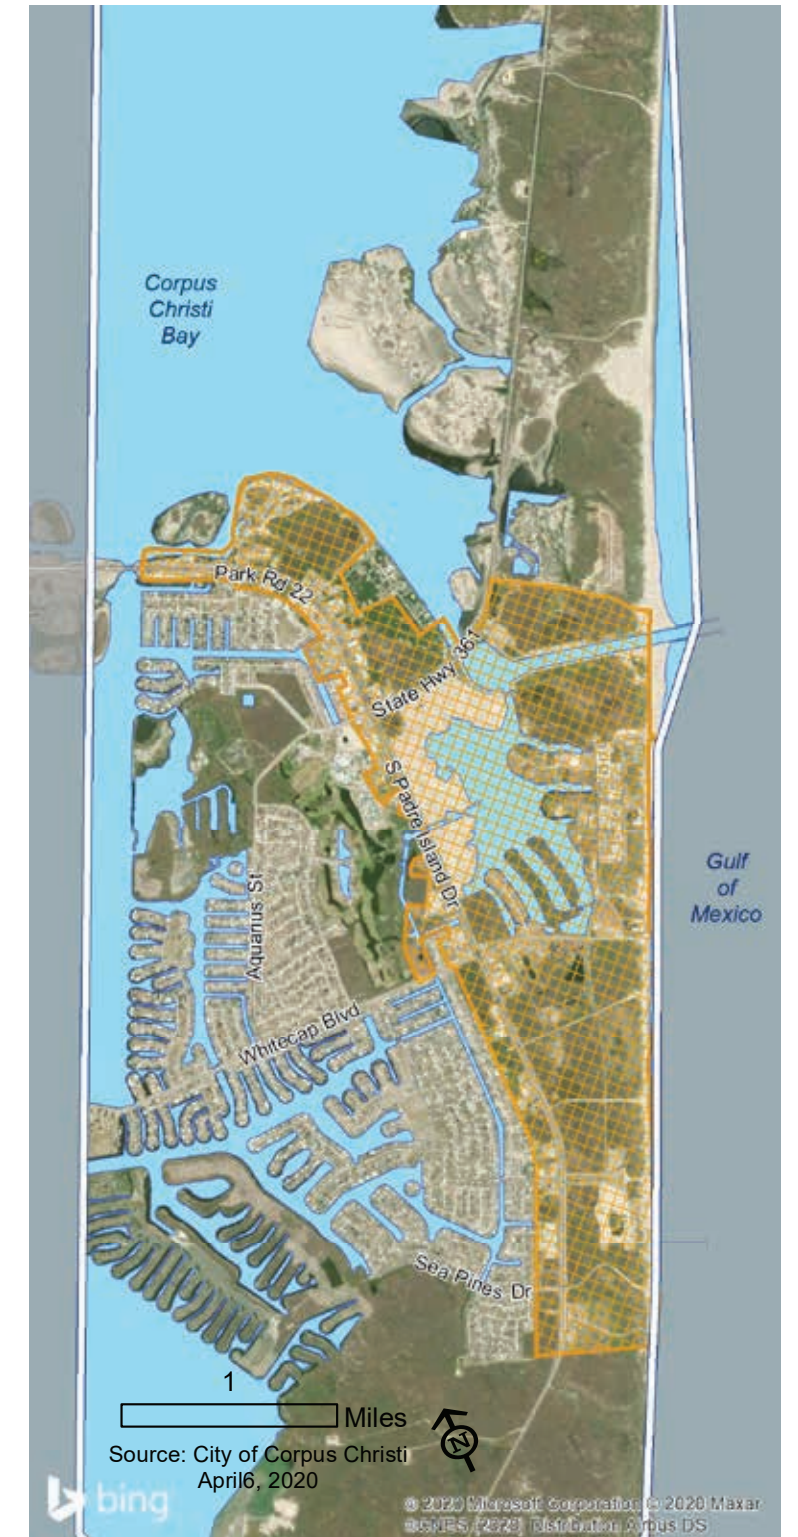 Corpus
Christi
Bay
Park Rd 22
State Hwy 361
S Padre Island Dr
Gulf
of
Mexico
Aquarius St
Whitecap Blvd
Sea Pines Dr
1
Miles
N
Source: City of Corpus Christi
April6, 2020
bing
© 2020 Microsoft Corporation © 2020 Maxar
©CNES (2020) Distribution Airbus DS